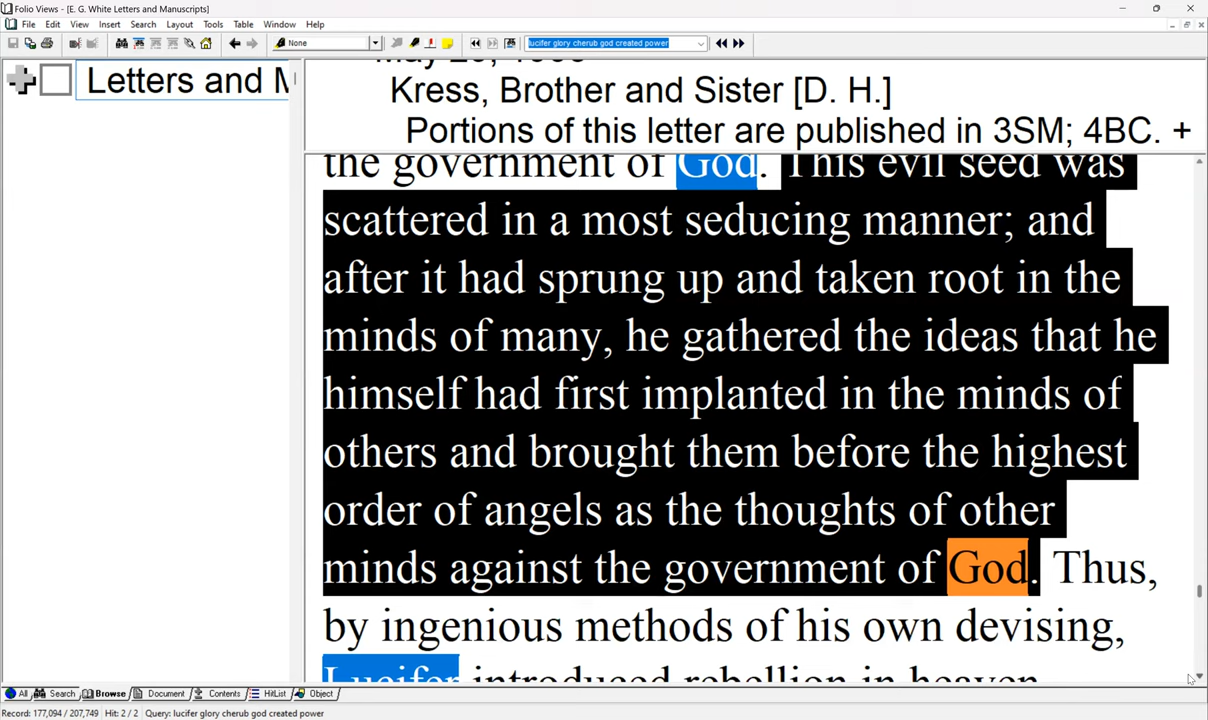 Folio Views - [E. G. White Letters and Manuscripts]
File Edit View Insert Search Layout Tools Table Window Help
None
lucifer glory cherub god created power
Letters and M
Kress, Brother and Sister [D. H.]
Portions of this letter are published in 3SM; 4BC. +
the government of God. This evil seed was
scattered in a most seducing manner; and
after it had sprung up and taken root in the
minds of many, he gathered the ideas that he
himself had first implanted in the minds of
others and brought them before the highest
order of angels as the thoughts of other
minds against the government of God. Thus,
by ingenious methods of his own devising,
Lucifer introduced rebellion in heaven
All Search Browse Document Contents HitList Object
Record: 177,094 / 207,749 Hit: 2 / 2 Query: lucifer glory cherub god created power